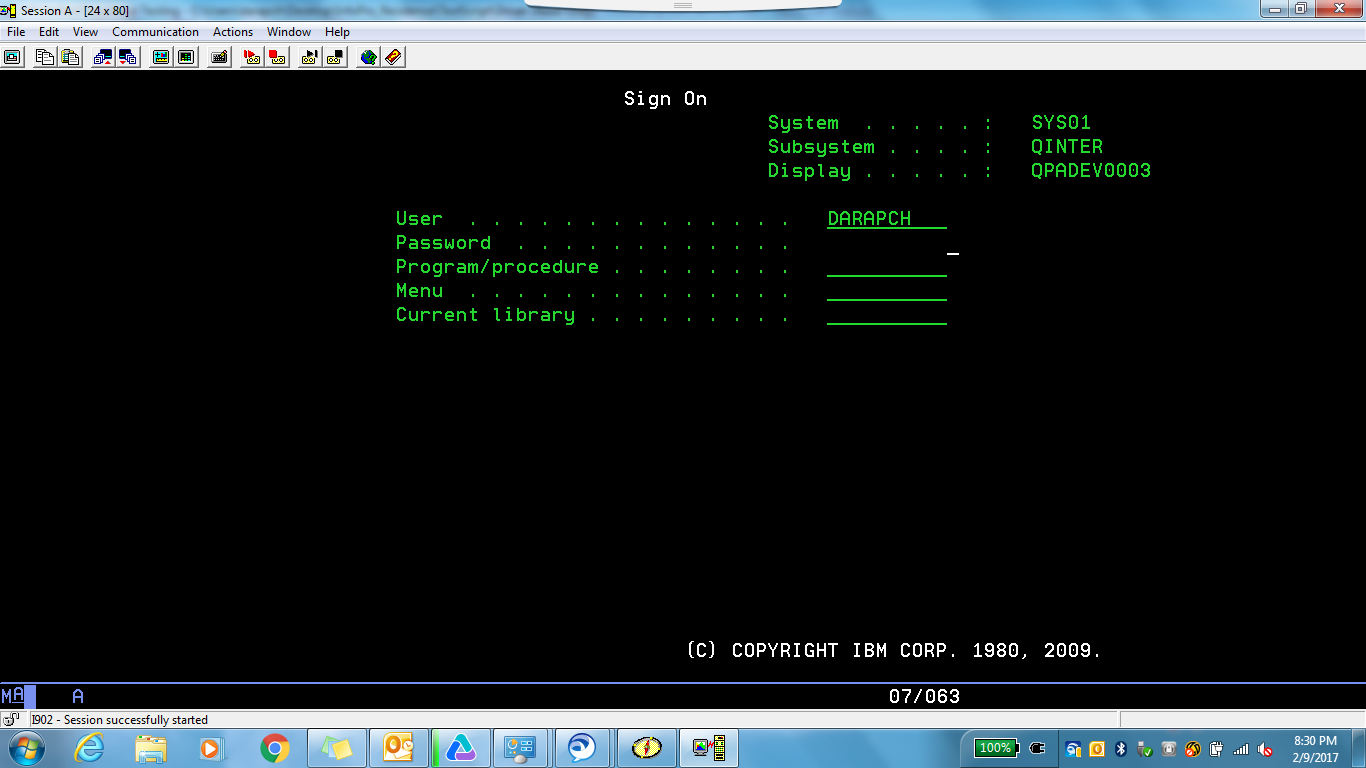 Session A - [24 x 80]
File Edit View Communication Actions Window Help
Sign On
System . . . . . : SYS01
Subsystem . . . . : QINTER
Display . . . . . : QPADEV0003
User . . . . . . . . . . . . . . DARAPCH
Password . . . . . . . . . . . .
Program/procedure . . . . . . . .
Menu . . . . . . . . . . . . . .
Current library . . . . . . . . .
(C) COPYRIGHT IBM CORP. 1980, 2009.
MA A 07/063
I902 - Session successfully started
100% 8:30 PM
2/9/2017